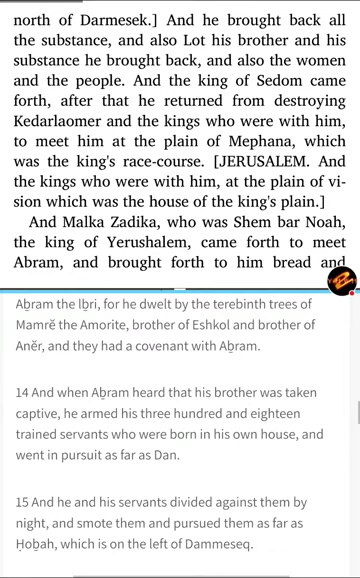 north of Darmesek.] And he brought back all
the substance, and also Lot his brother and his
substance he brought back, and also the women
and the people. And the king of Sedom came
forth, after that he returned from destroying
Kedarlaomer and the kings who were with him,
to meet him at the plain of Mephana, which
was the king's race-course. [JERUSALEM. And
the kings who were with him, at the plain of vi-
sion which was the house of the king's plain.]
And Malka Zadika, who was Shem bar Noah,
the king of Yerushalem, came forth to meet
Abram, and brought forth to him bread and
Aḇram the Iḇri, for he dwelt by the terebinth trees of
Mamrĕ the Amorite, brother of Eshkol and brother of
Anĕr, and they had a covenant with Aḇram.
14 And when Aḇram heard that his brother was taken
captive, he armed his three hundred and eighteen
trained servants who were born in his own house, and
went in pursuit as far as Dan.
15 And he and his servants divided against them by
night, and smote them and pursued them as far as
Ḥoḇah, which is on the left of Dammeseq.